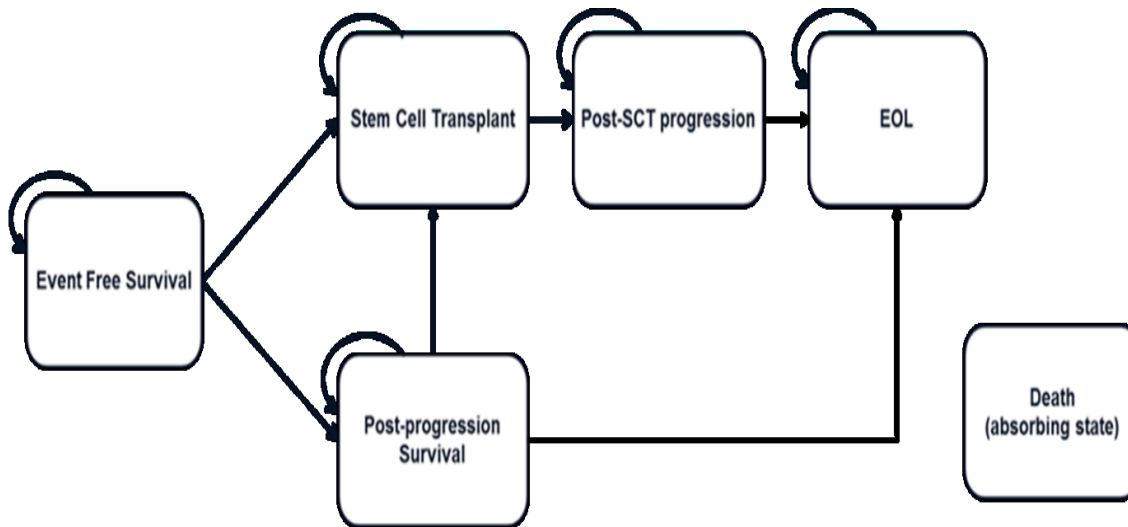 Stem Cell Transplant
Post-SCT progression
EOL
Event Free Survival
Post-progression
Survival
Death
(absorbing state)